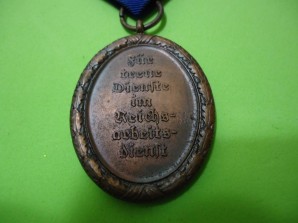 Für
treue
Dienste
im
Reichs-
arbeits-
dienst